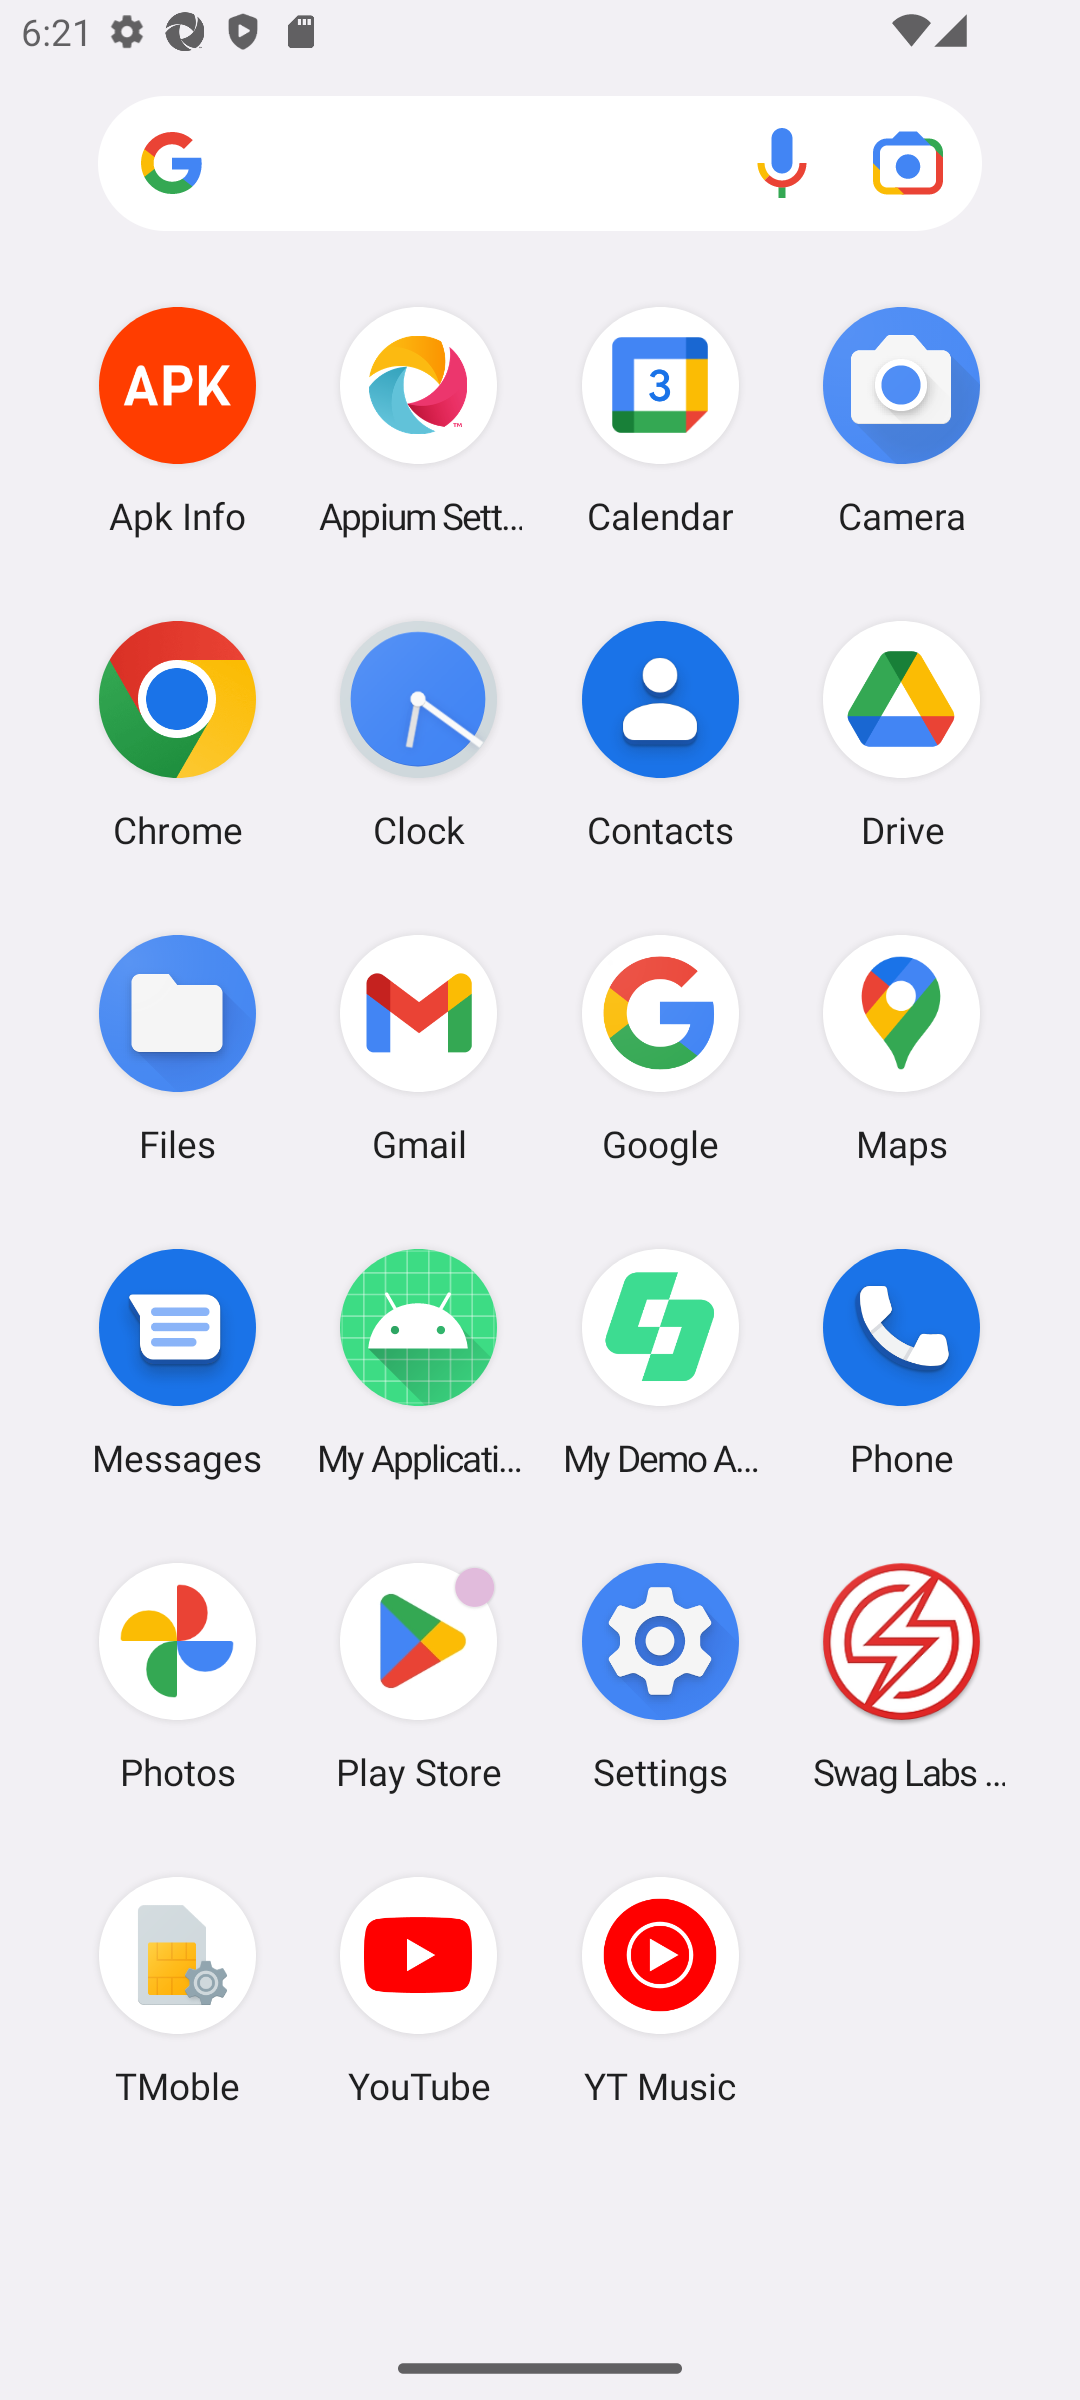 6:21
APK
3
Apk Info
Appium Sett...
Calendar
Camera
Chrome
Clock
Contacts
Drive
Files
Gmail
Google
Maps
Messages
My Applicati...
My Demo A...
Phone
Photos
Play Store
Settings
Swag Labs ...
TMoble
YouTube
YT Music